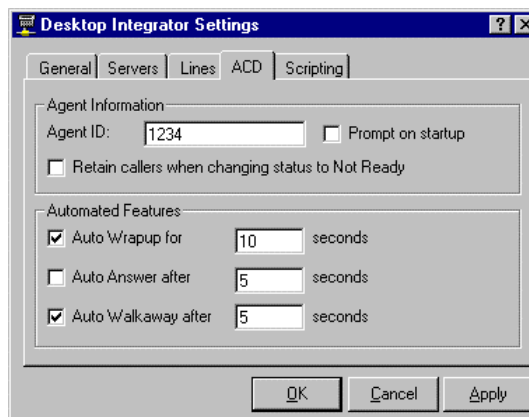 Desktop Integrator Settings
General Servers Lines ACD Scripting
Agent Information
Agent ID: 1234 Prompt on startup
Retain callers when changing status to Not Ready
Automated Features
Auto Wrapup for 10 seconds
Auto Answer after 5 seconds
Auto Walkaway after 5 seconds
OK Cancel Apply